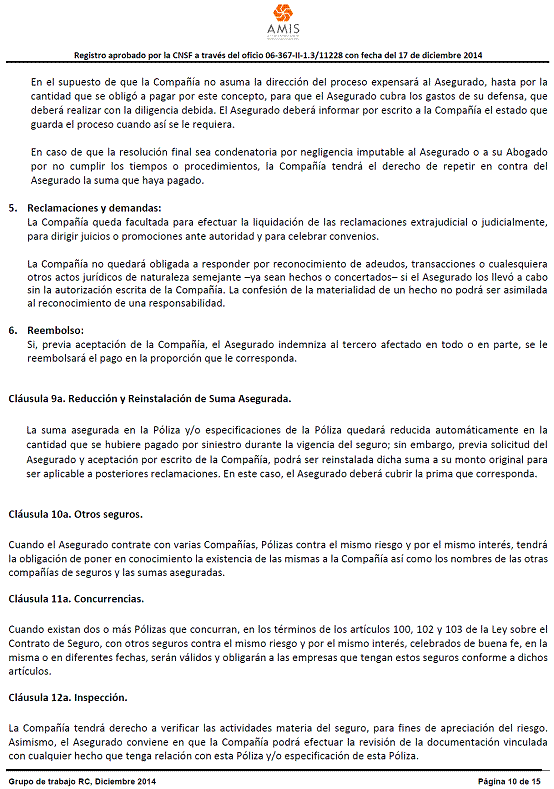 AMIS
Registro aprobado por la CNSF a través del oficio 06-367-II-1.3/11228 con fecha del 17 de diciembre 2014
En el supuesto de que la Compañía no asuma la dirección del proceso expensará al Asegurado, hasta por la
cantidad que se obligó a pagar por este concepto, para que el Asegurado cubra los gastos de su defensa, que
deberá realizar con la diligencia debida. El Asegurado deberá informar por escrito a la Compañía el estado que
guarda el proceso cuando así se le requiera.
En caso de que la resolución final sea condenatoria por negligencia imputable al Asegurado o a su Abogado
por no cumplir los tiempos o procedimientos, la Compañía tendrá el derecho de repetir en contra del
Asegurado la suma que haya pagado.
5. Reclamaciones y demandas:
La Compañía queda facultada para efectuar la liquidación de las reclamaciones extrajudicial o judicialmente,
para dirigir juicios o promociones ante autoridad y para celebrar convenios.
La Compañía no quedará obligada a responder por reconocimiento de adeudos, transacciones o cualesquiera
otros actos jurídicos de naturaleza semejante –ya sean hechos o concertados– si el Asegurado los llevó a cabo
sin la autorización escrita de la Compañía. La confesión de la materialidad de un hecho no podrá ser asimilada
al reconocimiento de una responsabilidad.
6. Reembolso:
Si, previa aceptación de la Compañía, el Asegurado indemniza al tercero afectado en todo o en parte, se le
reembolsará el pago en la proporción que le corresponda.
Cláusula 9a. Reducción y Reinstalación de Suma Asegurada.
La suma asegurada en la Póliza y/o especificaciones de la Póliza quedará reducida automáticamente en la
cantidad que se hubiere pagado por siniestro durante la vigencia del seguro; sin embargo, previa solicitud del
Asegurado y aceptación por escrito de la Compañía, podrá ser reinstalada dicha suma a su monto original para
ser aplicable a posteriores reclamaciones. En este caso, el Asegurado deberá cubrir la prima que corresponda.
Cláusula 10a. Otros seguros.
Cuando el Asegurado contrate con varias Compañías, Pólizas contra el mismo riesgo y por el mismo interés, tendrá
la obligación de poner en conocimiento la existencia de las mismas a la Compañía así como los nombres de las otras
compañías de seguros y las sumas aseguradas.
Cláusula 11a. Concurrencias.
Cuando existan dos o más Pólizas que concurran, en los términos de los artículos 100, 102 y 103 de la Ley sobre el
Contrato de Seguro, con otros seguros contra el mismo riesgo y por el mismo interés, celebrados de buena fe, en la
misma o en diferentes fechas, serán válidos y obligarán a las empresas que tengan estos seguros conforme a dichos
artículos.
Cláusula 12a. Inspección.
La Compañía tendrá derecho a verificar las actividades materia del seguro, para fines de apreciación del riesgo.
Asimismo, el Asegurado conviene en que la Compañía podrá efectuar la revisión de la documentación vinculada
con cualquier hecho que tenga relación con esta Póliza y/o especificación de esta Póliza.
Grupo de trabajo RC, Diciembre 2014 Página 10 de 15